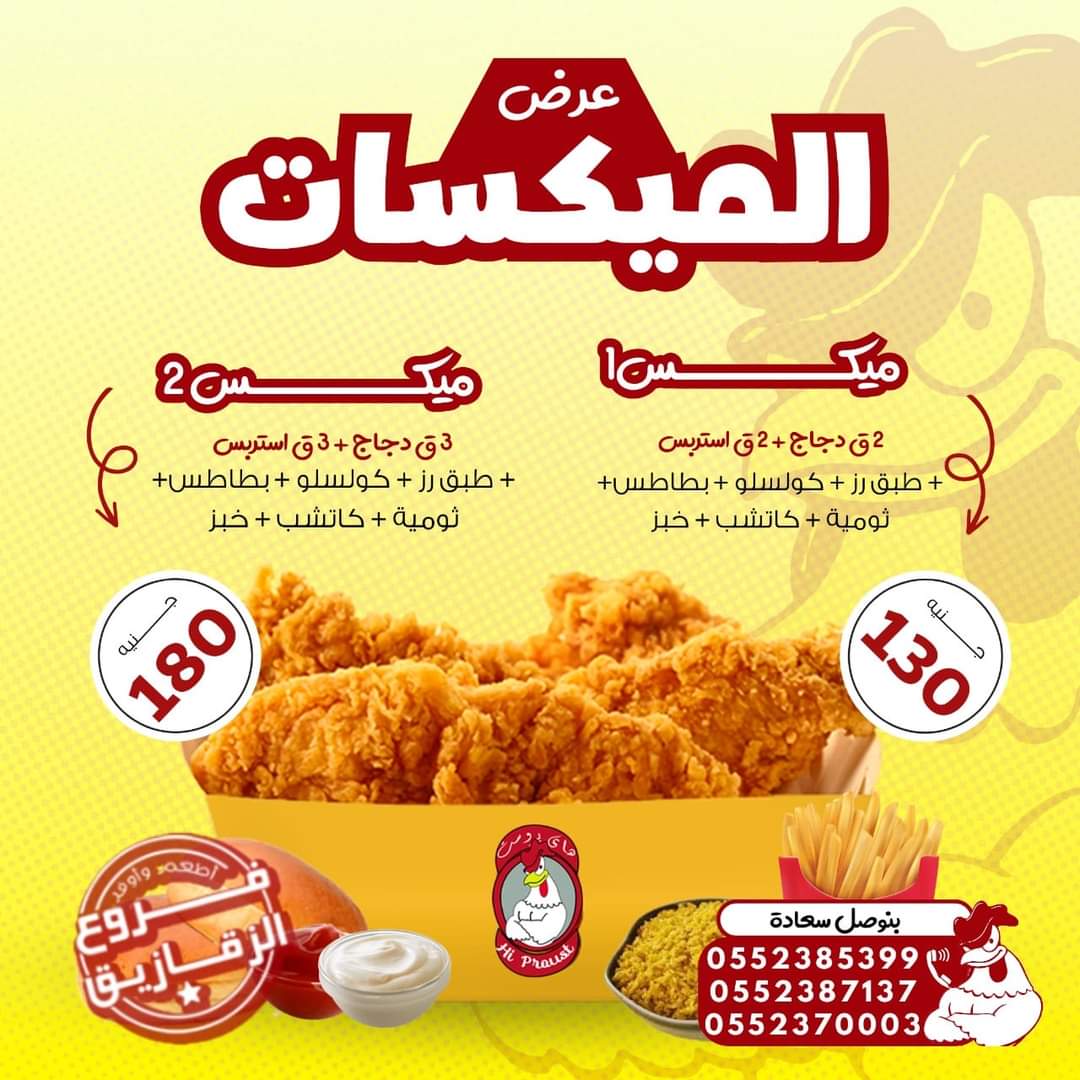 عرض
الميكسات
ميكس 1
2 ق دجاج + 2 ق استربس
+ طبق رز + كولسلو + بطاطس+
ثومية + كاتشب + خبز
130
جنيه
ميكس 2
3 ق دجاج + 3 ق استربس
+ طبق رز + كولسلو + بطاطس+
ثومية + كاتشب + خبز
180
جنيه
هاى بروست
Hi Proust
اطعم واوفر
فروع
الزقازيق
بنوصل سعادة
0552385399
0552387137
0552370003